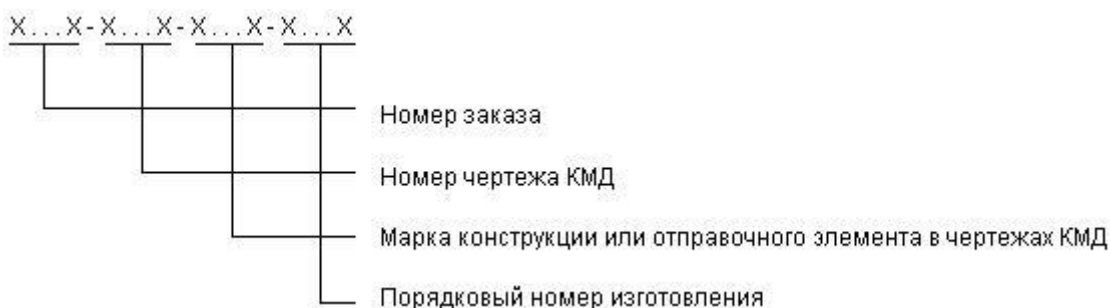 X...X-X...X-X...X-X...X
Номер заказа
Номер чертежа КМД
Марка конструкции или отправочного элемента в чертежах КМД
Порядковый номер изготовления